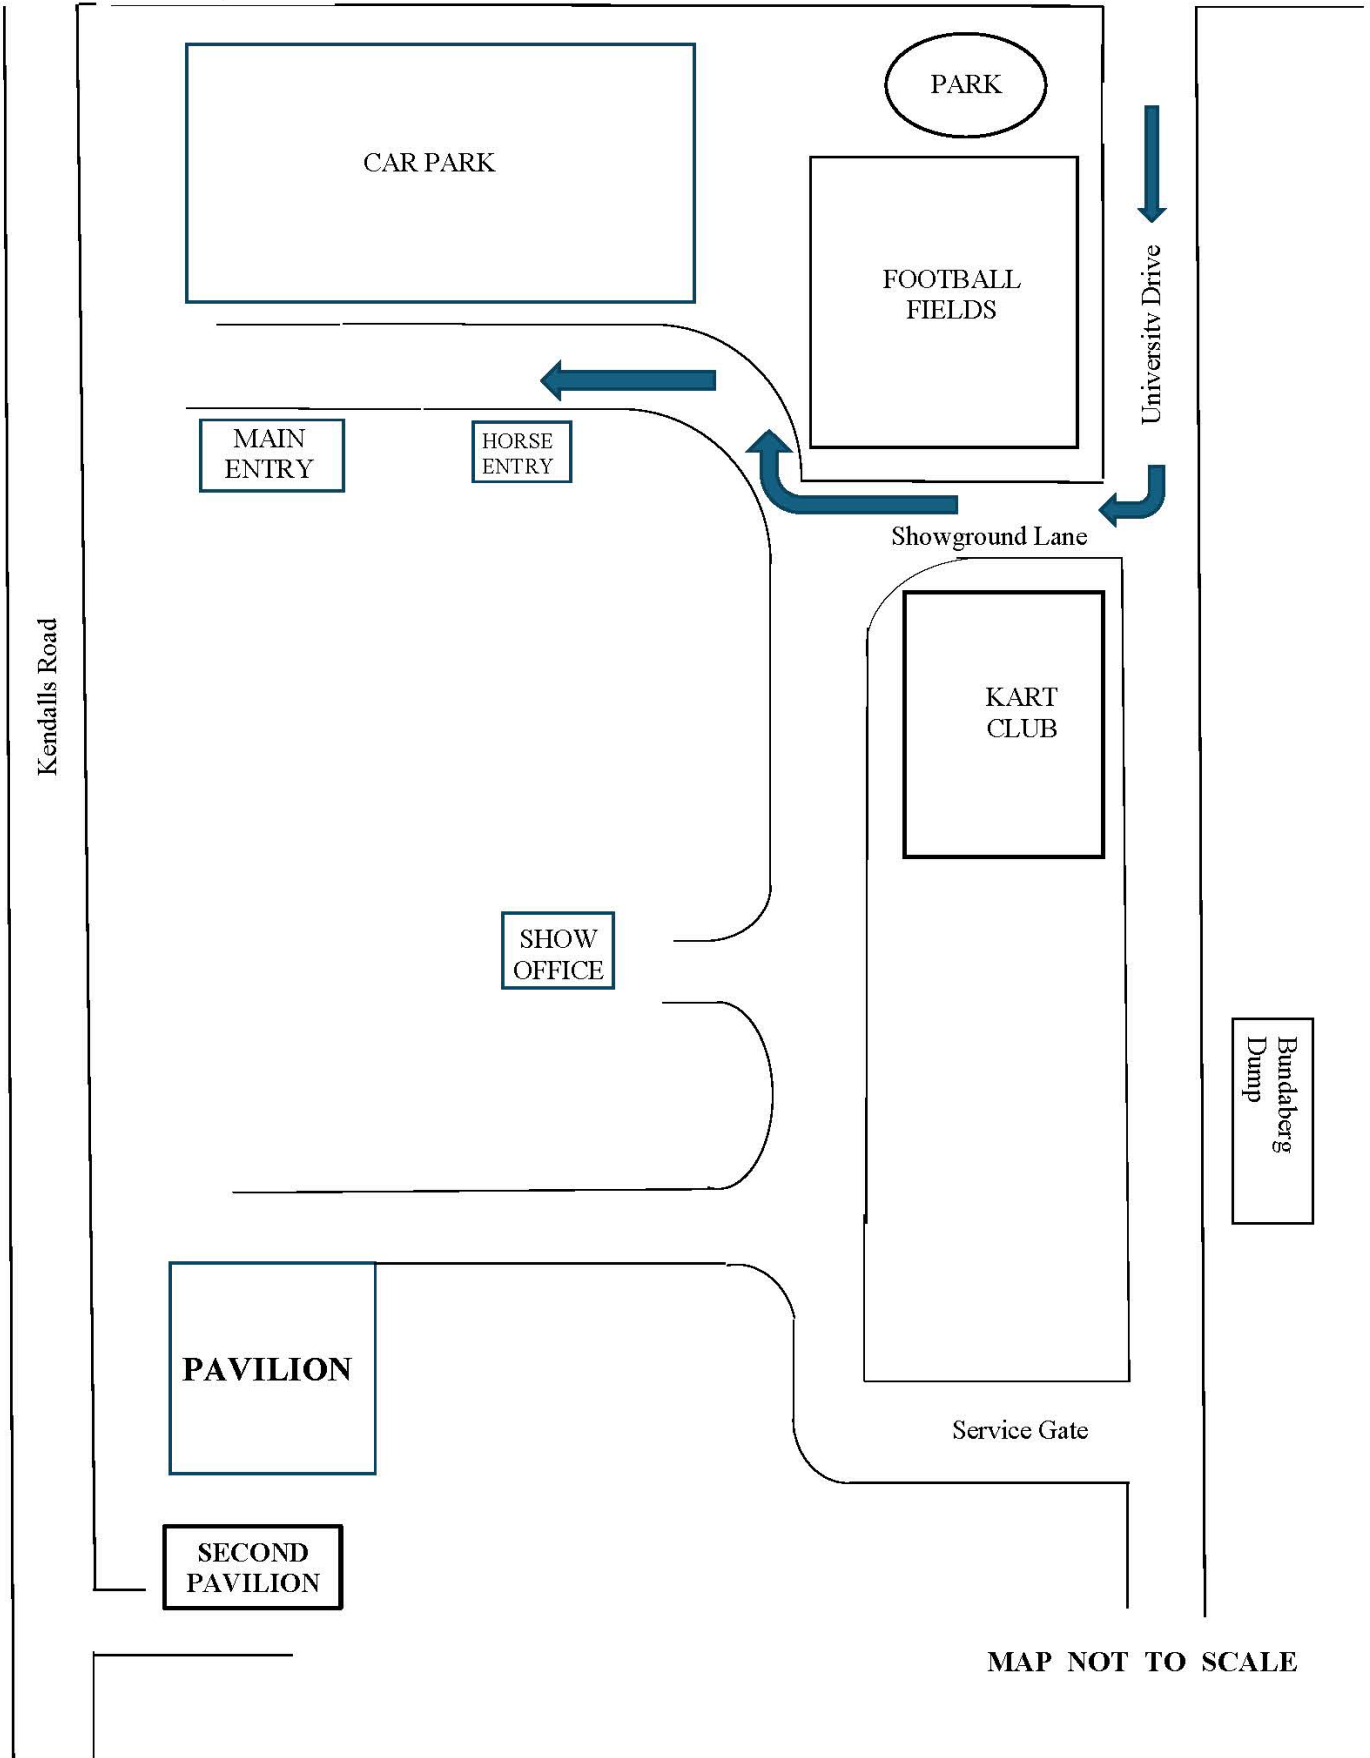 PARK
CAR PARK
FOOTBALL
FIELDS
University Drive
MAIN
ENTRY
HORSE
ENTRY
Showground Lane
Kendalls Road
KART
CLUB
SHOW
OFFICE
Bundaberg
Dump
PAVILION
Service Gate
SECOND
PAVILION
MAP NOT TO SCALE